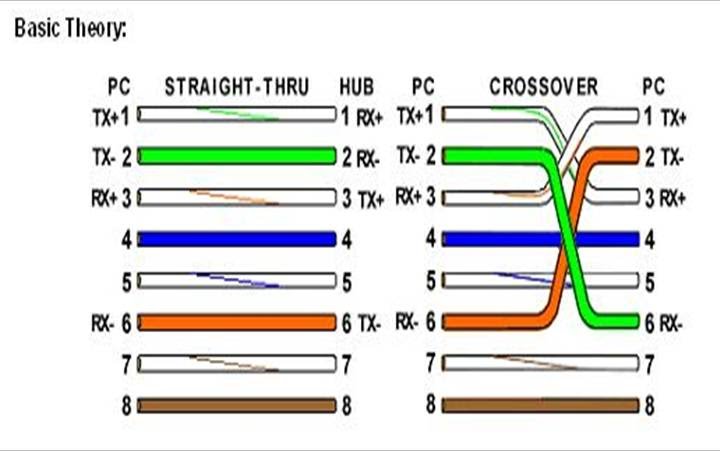 Basic Theory:
PC STRAIGHT-THRU HUB PC CROSSOVER PC
TX+ 1 1 RX+ TX+ 1 1 TX+
TX- 2 2 RX- TX- 2 2 TX-
RX+ 3 3 TX+ RX+ 3 3 RX+
4 4 4 4
5 5 5 5
RX- 6 6 TX- RX- 6 6 RX-
7 7 7 7
8 8 8 8